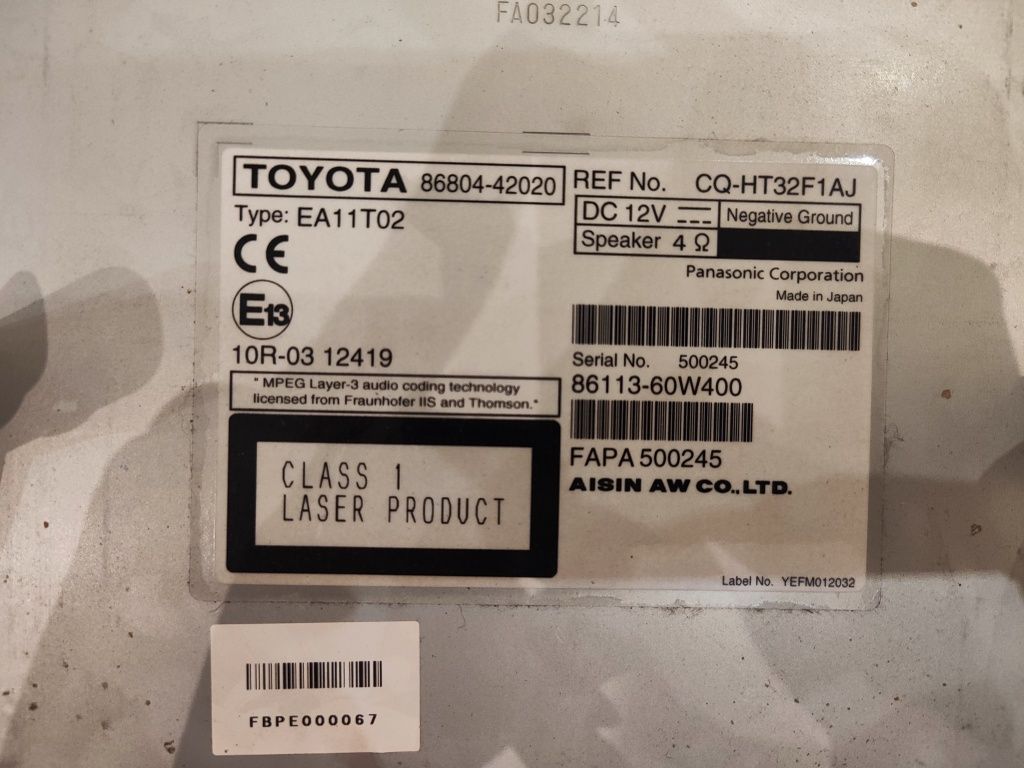 FA032214
TOYOTA 86804-42020
Type: EA11T02
CE
E13
10R-03 12419
" MPEG Layer-3 audio coding technology
licensed from Fraunhofer IIS and Thomson."
CLASS 1
LASER PRODUCT
REF No. CQ-HT32F1AJ
DC 12V Negative Ground
Speaker 4 Ω
Panasonic Corporation
Made in Japan
Serial No. 500245
86113-60W400
FAPA 500245
AISIN AW CO.,LTD.
Label No. YEFM012032
FBPE000067